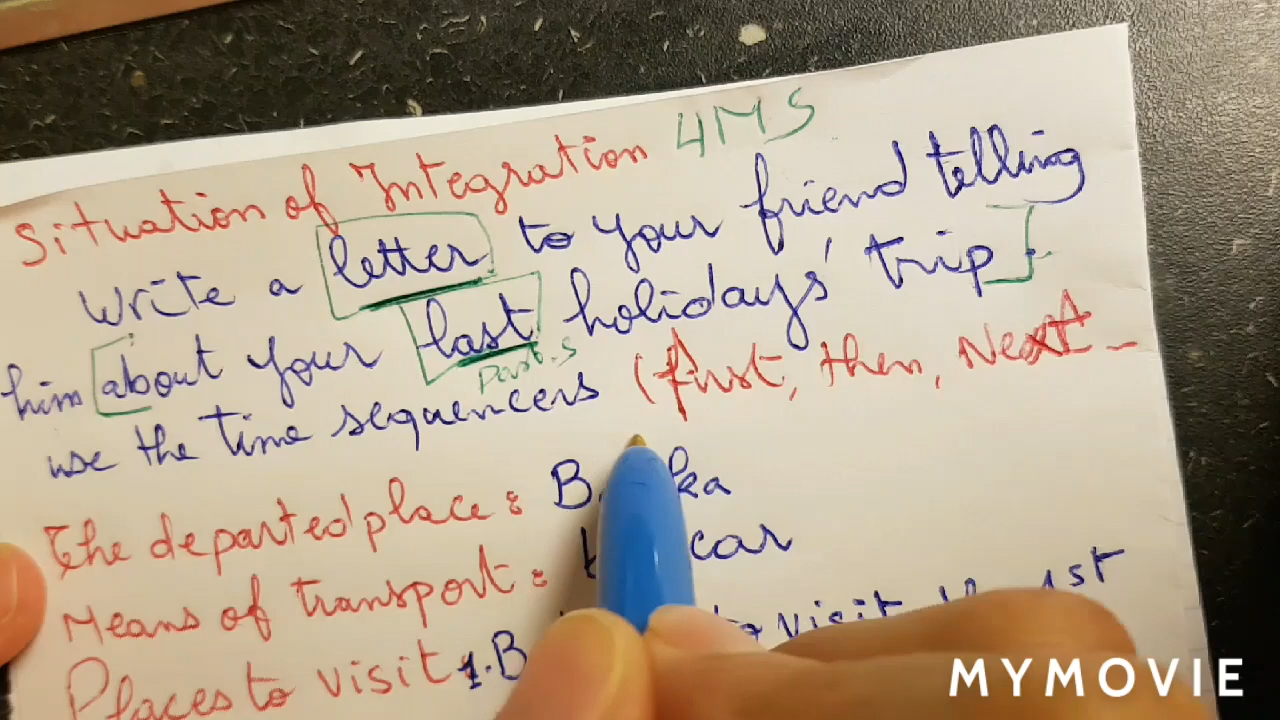 Situation of Integration 4MS
Write a letter to your friend telling
him about your last holidays' trip.
Past.s
use the time sequencers (first, then, Next -
The departed place :
Means of transport : car
Places to visit 1. to visit the 1st
MYMOVIE